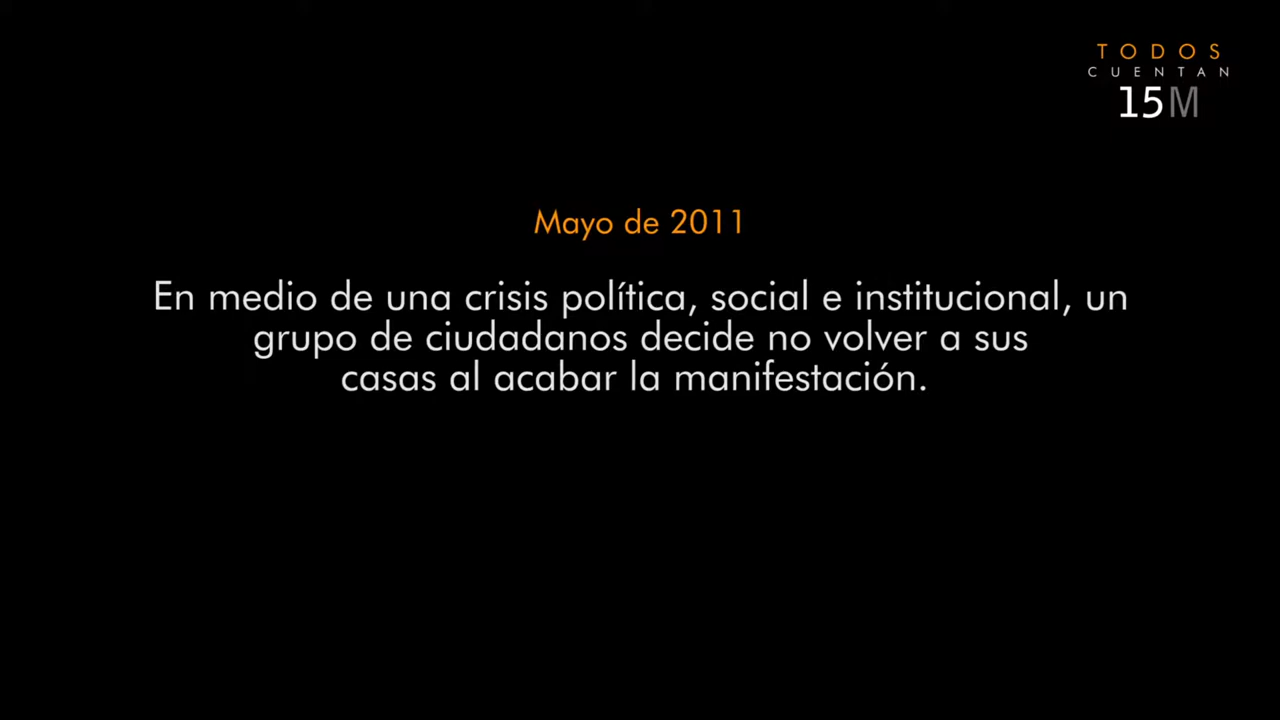 TODOS
CUENTAN
15M
Mayo de 2011
En medio de una crisis política, social e institucional, un
grupo de ciudadanos decide no volver a sus
casas al acabar la manifestación.